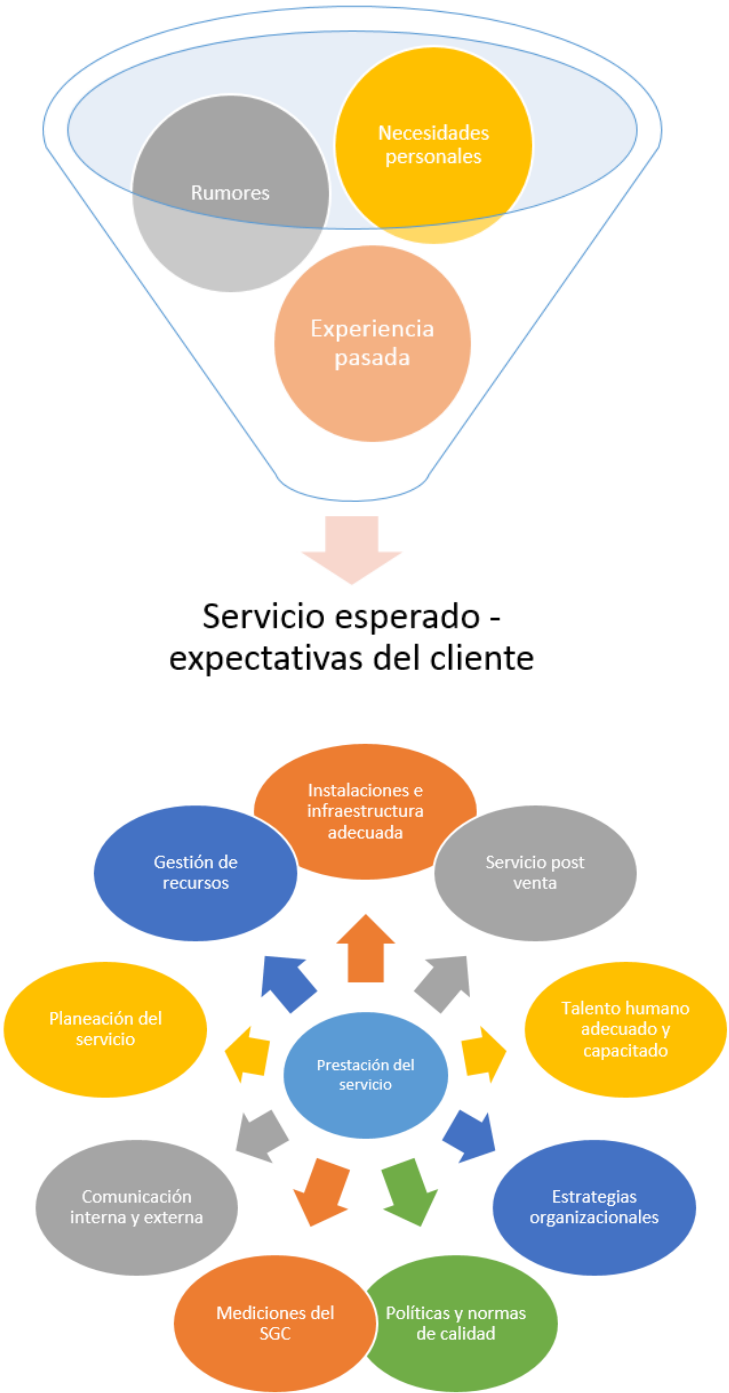 Necesidades
personales
Rumores
Experiencia
pasada
Servicio esperado -
expectativas del cliente
Instalaciones e
infraestructura
adecuada
Gestión de
recursos
Servicio post
venta
Planeación del
servicio
Talento humano
adecuado y
capacitado
Prestación del
servicio
Comunicación
interna y externa
Estrategias
organizacionales
Mediciones del
SGC
Políticas y normas
de calidad